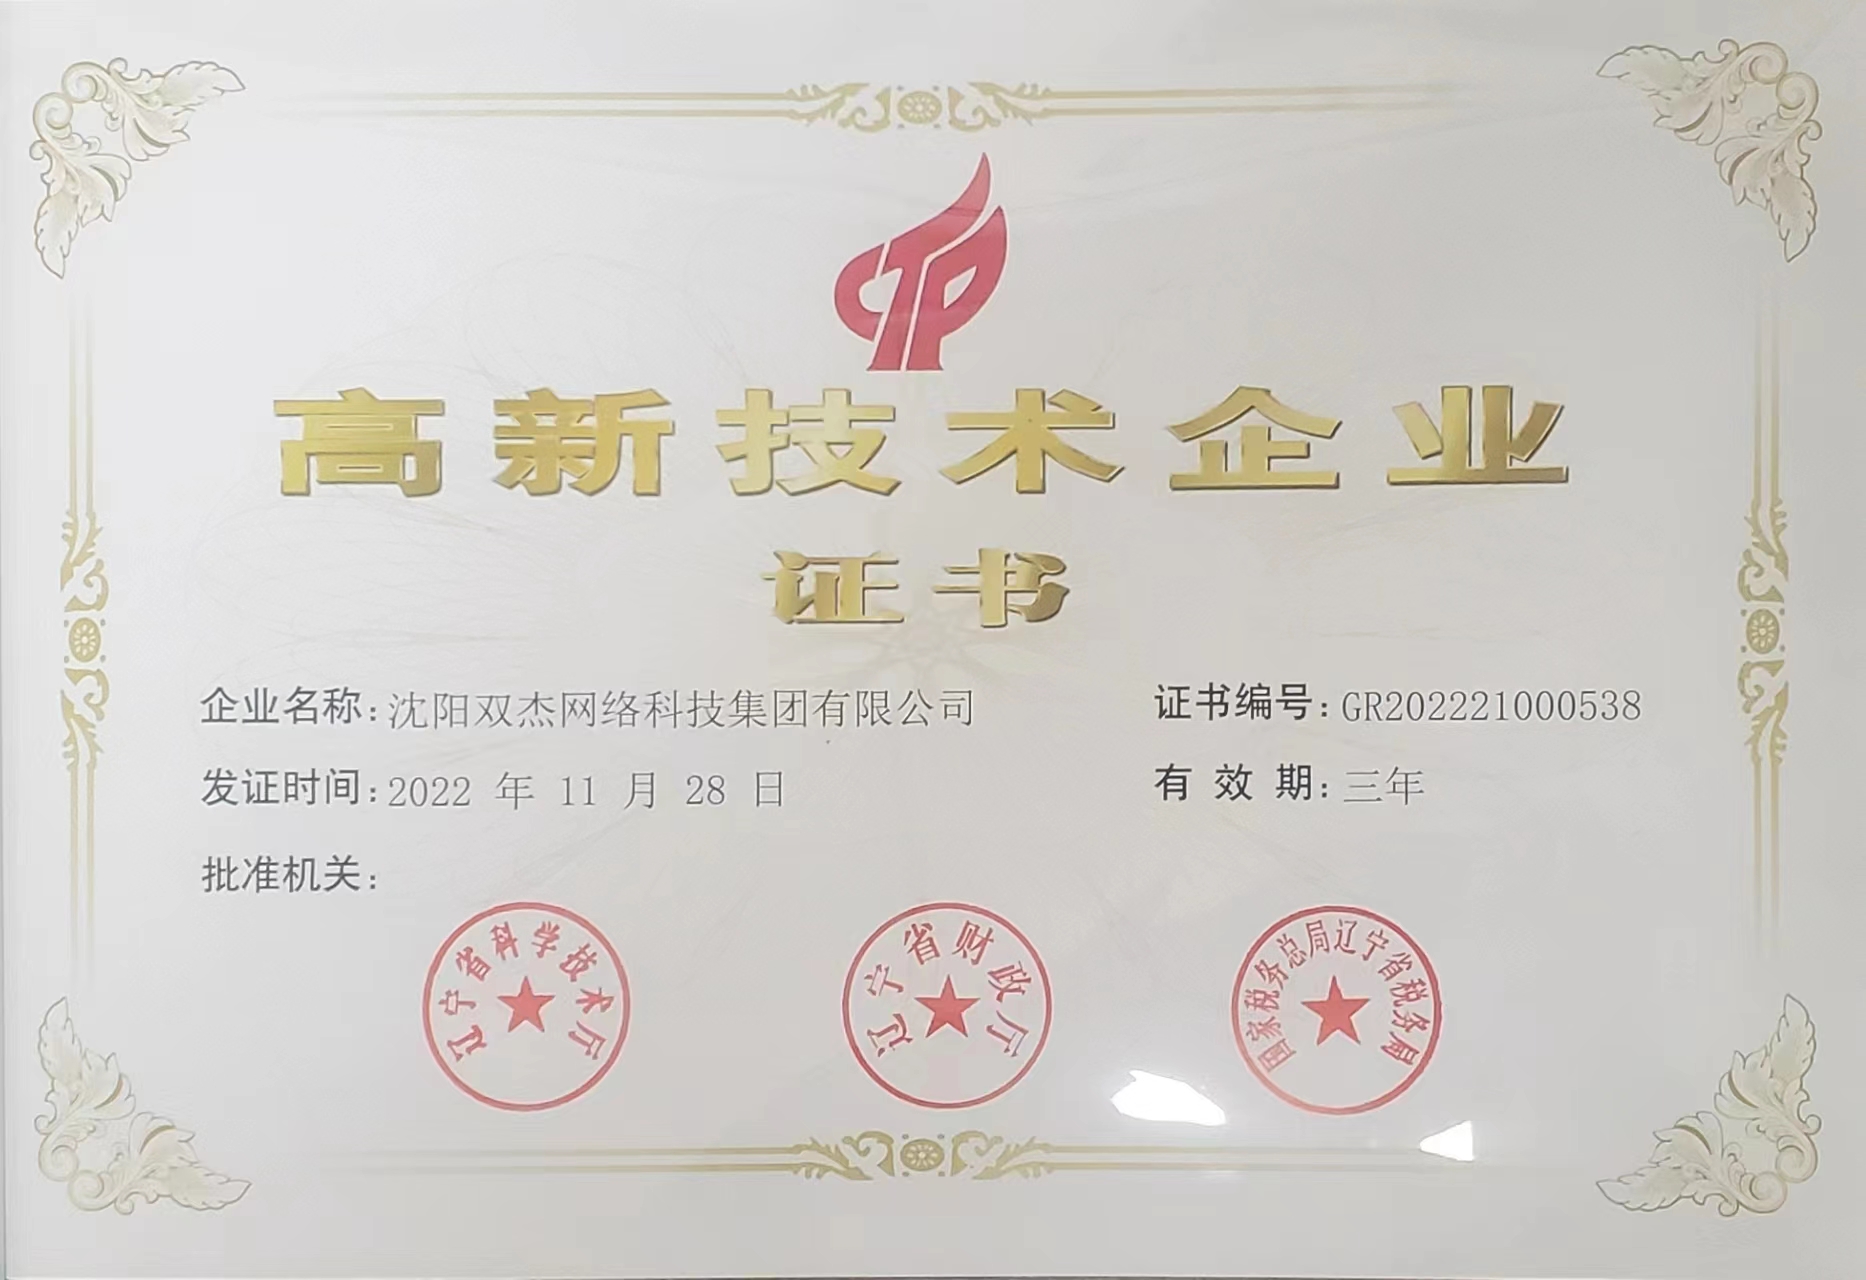 CTP
高新技术企业
证书
企业名称:沈阳双杰网络科技集团有限公司
证书编号:GR202221000538
发证时间:2022 年 11 月 28 日
有 效 期:三年
批准机关:
辽宁省科学技术厅
辽宁省财政厅
国家税务总局辽宁省税务局